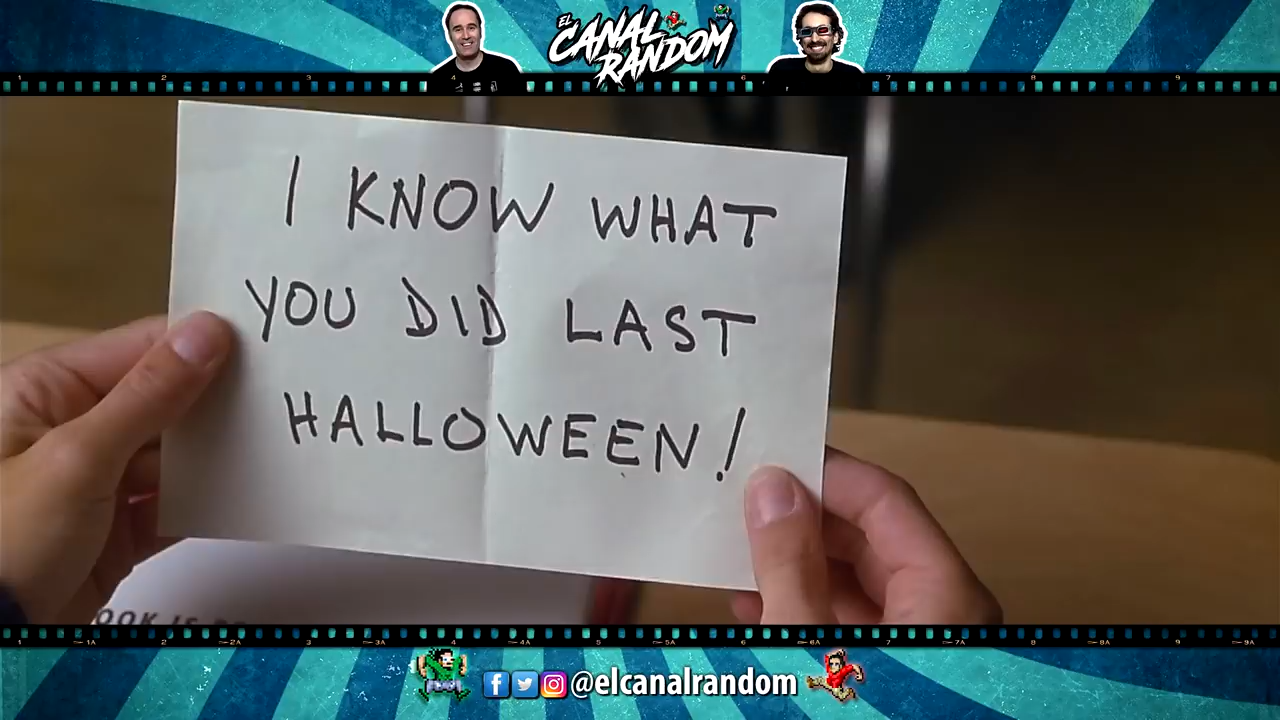 EL
CANAL
RANDOM
I KNOW WHAT
YOU DID LAST
HALLOWEEN!
@elcanalrandom